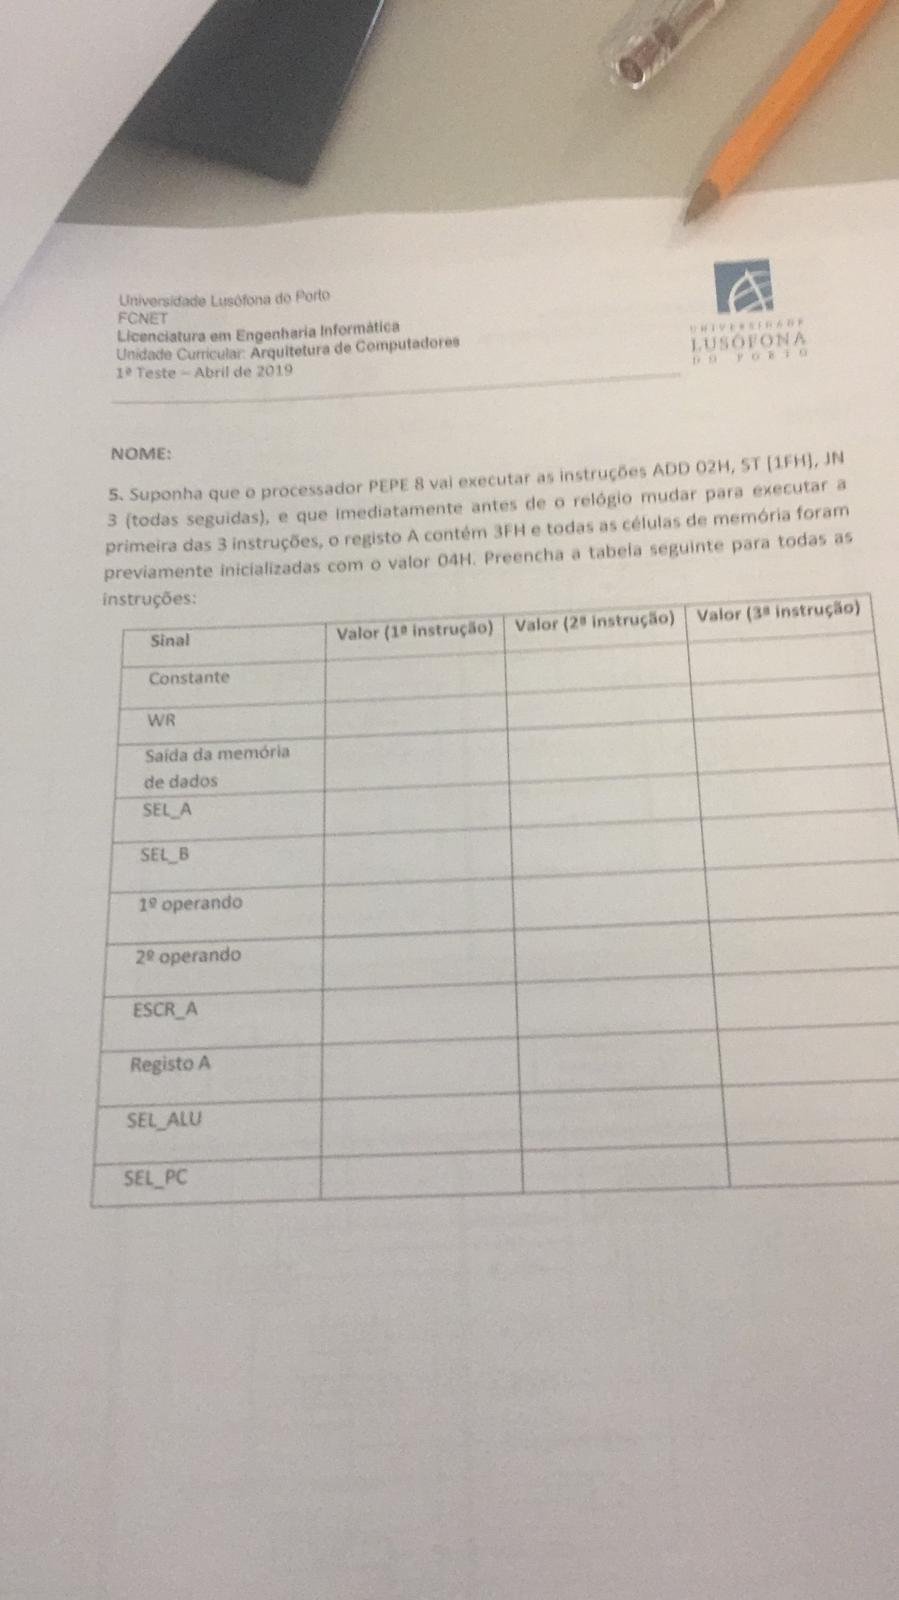 Universidade Lusófona do Porto
FCNET
Licenciatura em Engenharia Informática
Unidade Curricular: Arquitetura de Computadores
1º Teste – Abril de 2019
UNIVERSIDADE
LUSÓFONA
DO PORTO
NOME:
5. Suponha que o processador PEPE 8 vai executar as instruções ADD 02H, ST [1FH], JN
3 (todas seguidas), e que imediatamente antes de o relógio mudar para executar a
primeira das 3 instruções, o registo A contém 3FH e todas as células de memória foram
previamente inicializadas com o valor 04H. Preencha a tabela seguinte para todas as
instruções:
Sinal Valor (1ª instrução) Valor (2ª instrução) Valor (3ª instrução)
Constante
WR
Saída da memória
de dados
SEL_A
SEL_B
1º operando
2º operando
ESCR_A
Registo A
SEL_ALU
SEL_PC